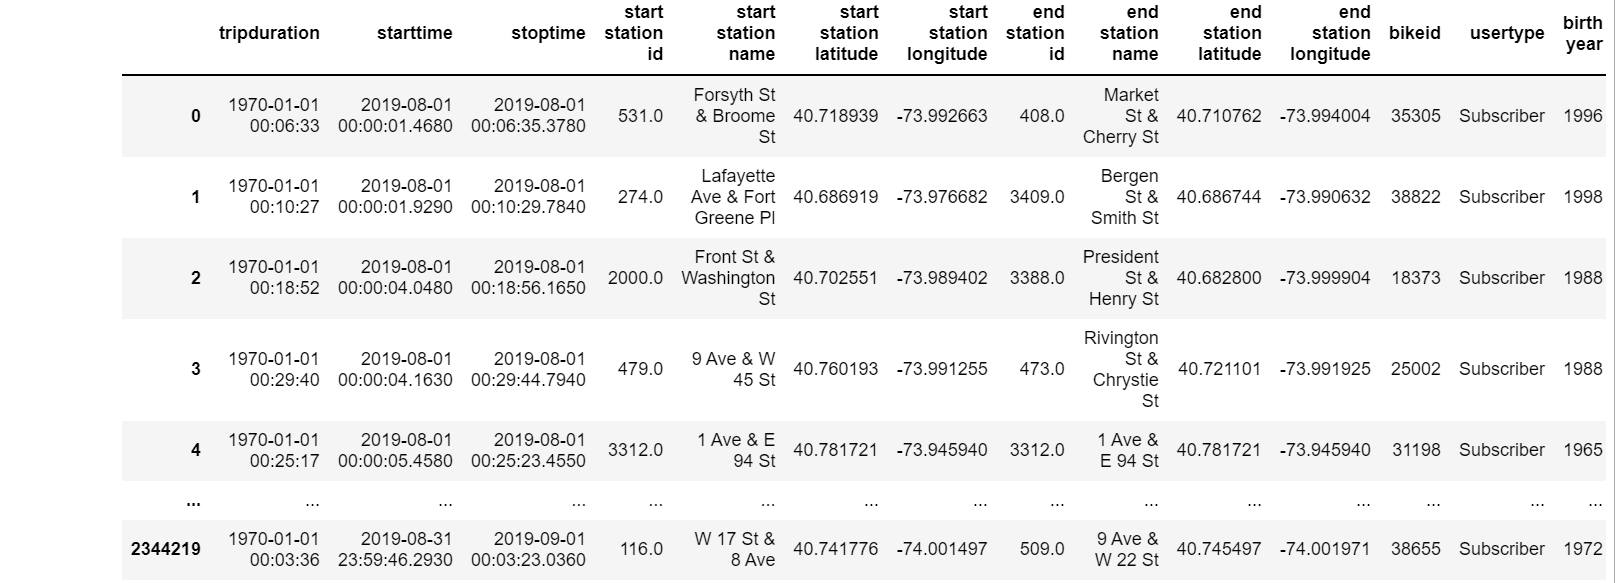 tripduration starttime stoptime start station id start station name start station latitude start station longitude end station id end station name end station latitude end station longitude bikeid usertype birth year
0 1970-01-01 00:06:33 2019-08-01 00:00:01.4680 2019-08-01 00:06:35.3780 531.0 Forsyth St & Broome St 40.718939 -73.992663 408.0 Market St & Cherry St 40.710762 -73.994004 35305 Subscriber 1996
1 1970-01-01 00:10:27 2019-08-01 00:00:01.9290 2019-08-01 00:10:29.7840 274.0 Lafayette Ave & Fort Greene Pl 40.686919 -73.976682 3409.0 Bergen St & Smith St 40.686744 -73.990632 38822 Subscriber 1998
2 1970-01-01 00:18:52 2019-08-01 00:00:04.0480 2019-08-01 00:18:56.1650 2000.0 Front St & Washington St 40.702551 -73.989402 3388.0 President St & Henry St 40.682800 -73.999904 18373 Subscriber 1988
3 1970-01-01 00:29:40 2019-08-01 00:00:04.1630 2019-08-01 00:29:44.7940 479.0 9 Ave & W 45 St 40.760193 -73.991255 473.0 Rivington St & Chrystie St 40.721101 -73.991925 25002 Subscriber 1988
4 1970-01-01 00:25:17 2019-08-01 00:00:05.4580 2019-08-01 00:25:23.4550 3312.0 1 Ave & E 94 St 40.781721 -73.945940 3312.0 1 Ave & E 94 St 40.781721 -73.945940 31198 Subscriber 1965
... ... ... ... ... ... ... ... ... ... ... ... ... ... ...
2344219 1970-01-01 00:03:36 2019-08-31 23:59:46.2930 2019-09-01 00:03:23.0360 116.0 W 17 St & 8 Ave 40.741776 -74.001497 509.0 9 Ave & W 22 St 40.745497 -74.001971 38655 Subscriber 1972